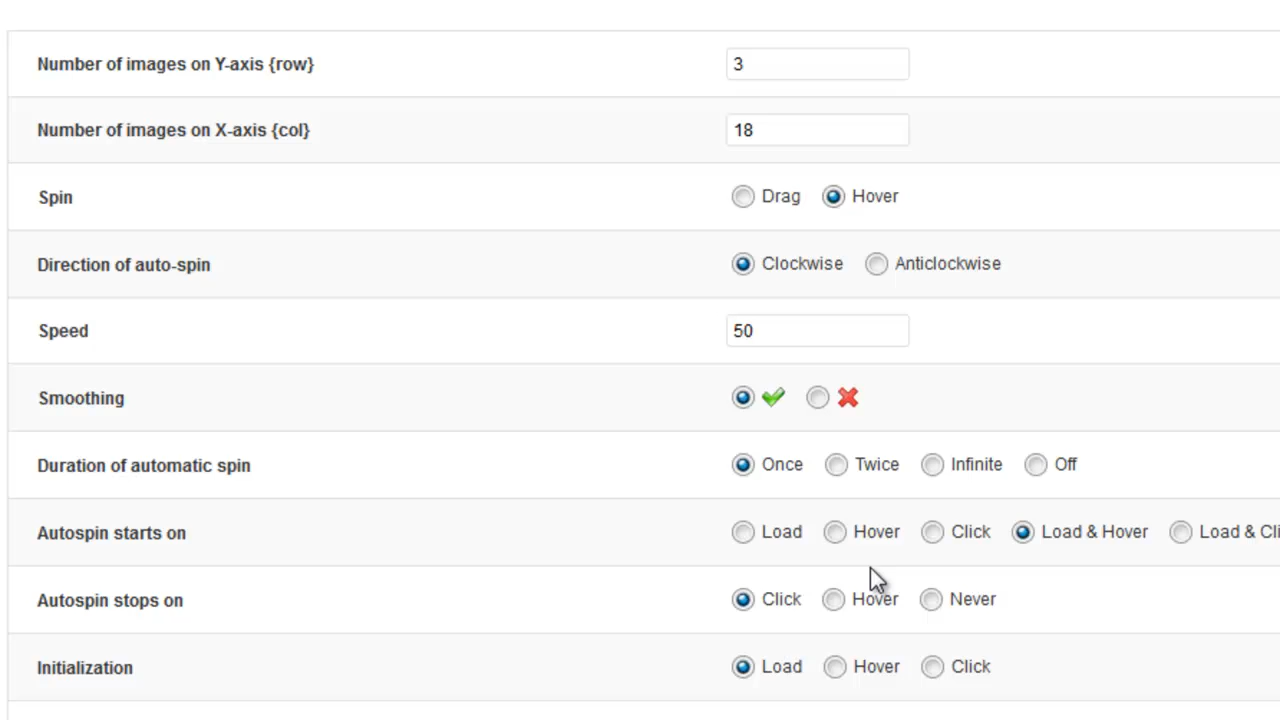 Number of images on Y-axis {row} 3
Number of images on X-axis {col} 18
Spin Drag Hover
Direction of auto-spin Clockwise Anticlockwise
Speed 50
Smoothing
Duration of automatic spin Once Twice Infinite Off
Autospin starts on Load Hover Click Load & Hover Load & Cli
Autospin stops on Click Hover Never
Initialization Load Hover Click